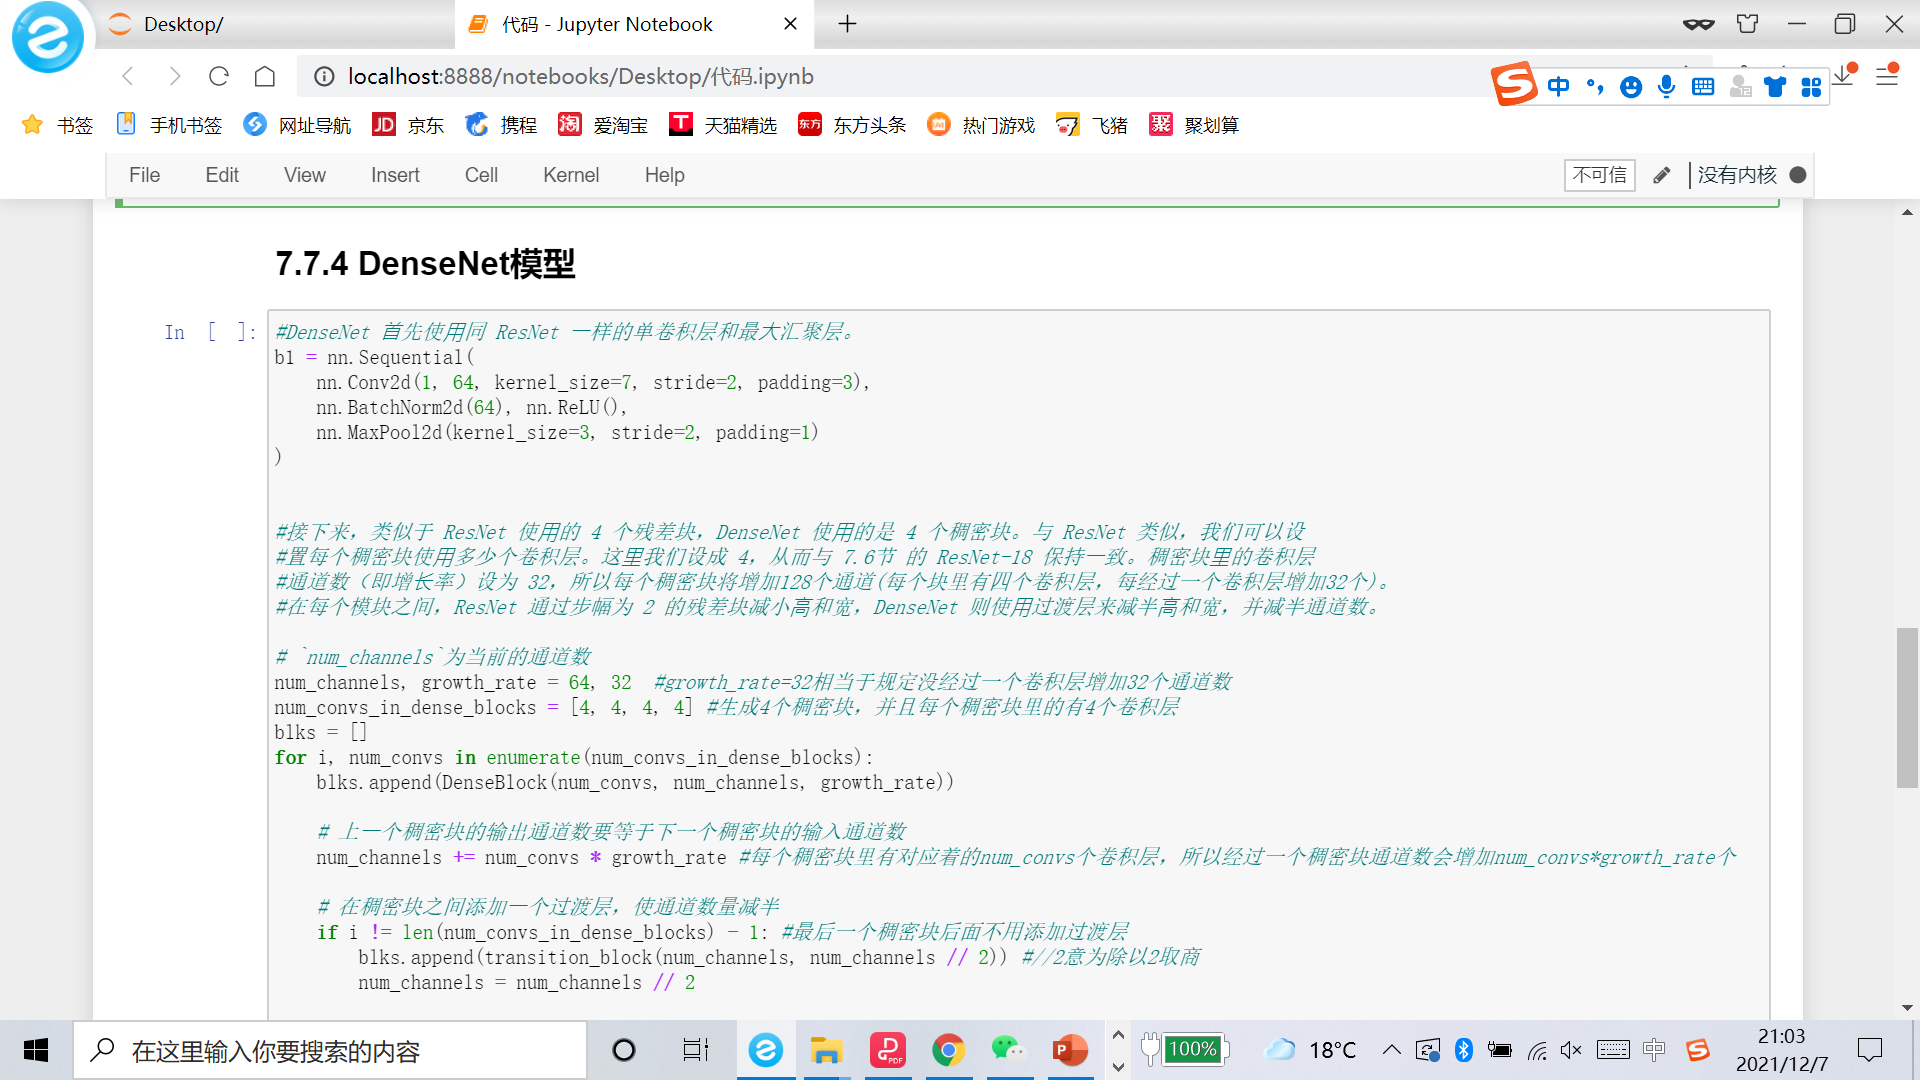 Desktop/
代码 - Jupyter Notebook
localhost:8888/notebooks/Desktop/代码.ipynb
中
书签 手机书签 网址导航 JD 京东 携程 淘 爱淘宝 T 天猫精选 东方 东方头条 热门游戏 飞猪 聚 聚划算
File Edit View Insert Cell Kernel Help 不可信 没有内核
7.7.4 DenseNet模型
In [ ]:
#DenseNet 首先使用同 ResNet 一样的单卷积层和最大汇聚层。
b1 = nn.Sequential(
    nn.Conv2d(1, 64, kernel_size=7, stride=2, padding=3),
    nn.BatchNorm2d(64), nn.ReLU(),
    nn.MaxPool2d(kernel_size=3, stride=2, padding=1)
)
#接下来，类似于 ResNet 使用的 4 个残差块，DenseNet 使用的是 4 个稠密块。与 ResNet 类似，我们可以设
#置每个稠密块使用多少个卷积层。这里我们设成 4，从而与 7.6节 的 ResNet-18 保持一致。稠密块里的卷积层
#通道数（即增长率）设为 32，所以每个稠密块将增加128个通道(每个块里有四个卷积层，每经过一个卷积层增加32个)。
#在每个模块之间，ResNet 通过步幅为 2 的残差块减小高和宽，DenseNet 则使用过渡层来减半高和宽，并减半通道数。
# `num_channels`为当前的通道数
num_channels, growth_rate = 64, 32  #growth_rate=32相当于规定没经过一个卷积层增加32个通道数
num_convs_in_dense_blocks = [4, 4, 4, 4] #生成4个稠密块，并且每个稠密块里的有4个卷积层
blks = []
for i, num_convs in enumerate(num_convs_in_dense_blocks):
    blks.append(DenseBlock(num_convs, num_channels, growth_rate))
    # 上一个稠密块的输出通道数要等于下一个稠密块的输入通道数
    num_channels += num_convs * growth_rate #每个稠密块里有对应着的num_convs个卷积层，所以经过一个稠密块通道数会增加num_convs*growth_rate个
    # 在稠密块之间添加一个过渡层，使通道数量减半
    if i != len(num_convs_in_dense_blocks) - 1: #最后一个稠密块后面不用添加过渡层
        blks.append(transition_block(num_channels, num_channels // 2)) #//2意为除以2取商
        num_channels = num_channels // 2
在这里输入你要搜索的内容
PDF
100%
18°C
中
21:03
2021/12/7